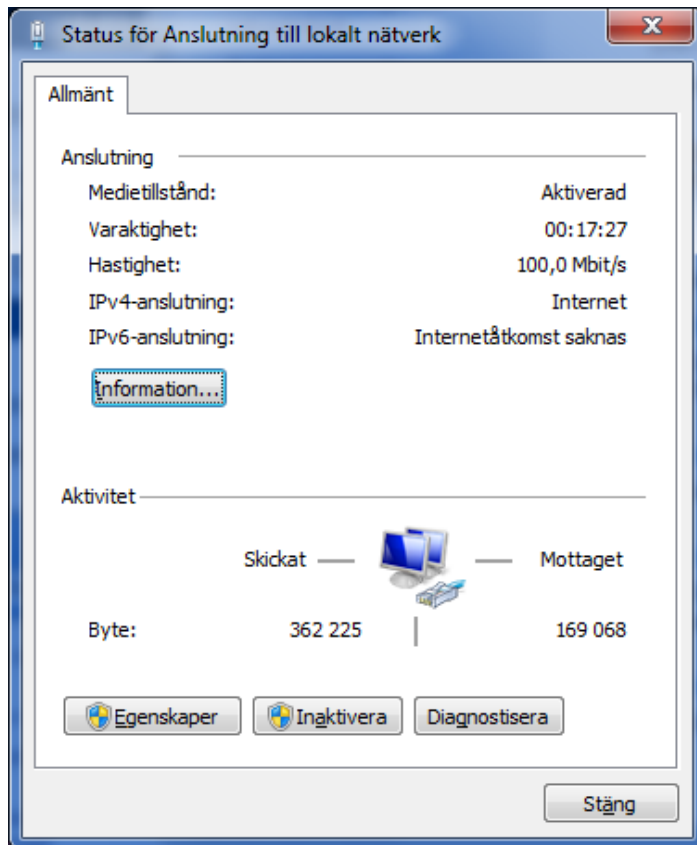 Status för Anslutning till lokalt nätverk
Allmänt
Anslutning
Medietillstånd: Aktiverad
Varaktighet: 00:17:27
Hastighet: 100,0 Mbit/s
IPv4-anslutning: Internet
IPv6-anslutning: Internetåtkomst saknas
Information...
Aktivitet
Skickat Mottaget
Byte: 362 225 169 068
Egenskaper Inaktivera Diagnostisera
Stäng